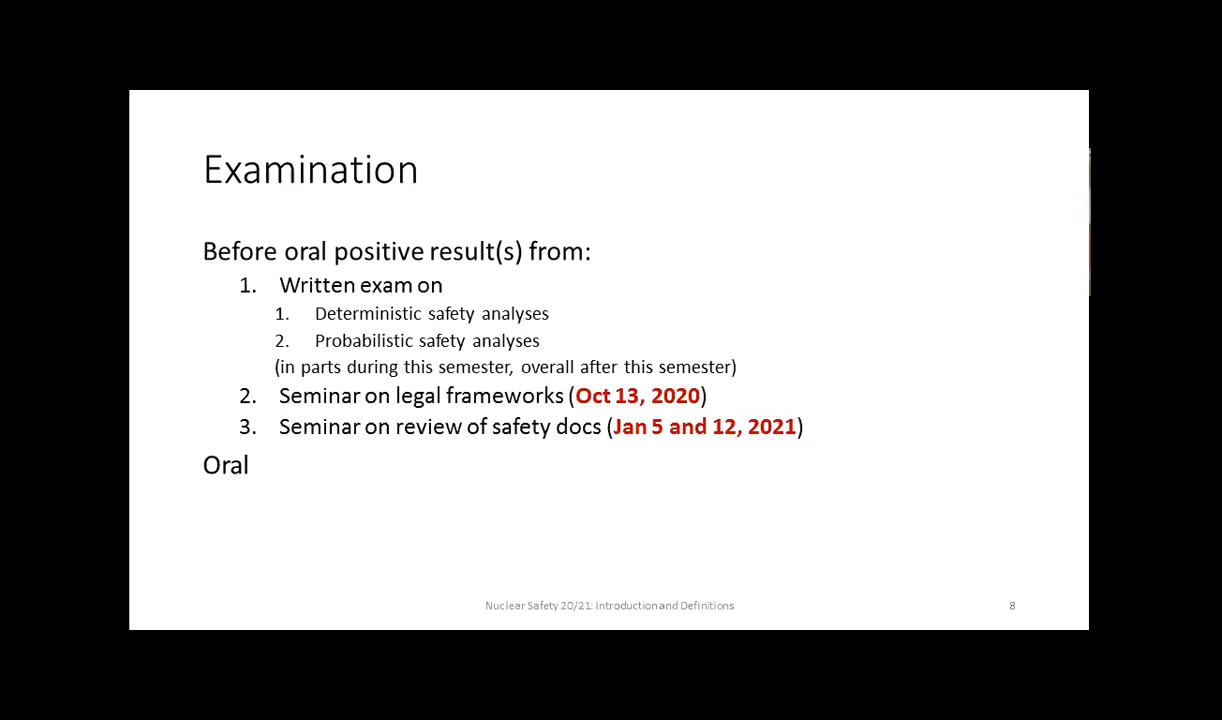 Examination
Before oral positive result(s) from:
1. Written exam on
1. Deterministic safety analyses
2. Probabilistic safety analyses
(in parts during this semester, overall after this semester)
2. Seminar on legal frameworks (Oct 13, 2020)
3. Seminar on review of safety docs (Jan 5 and 12, 2021)
Oral
Nuclear Safety 20/21: Introduction and Definitions
8